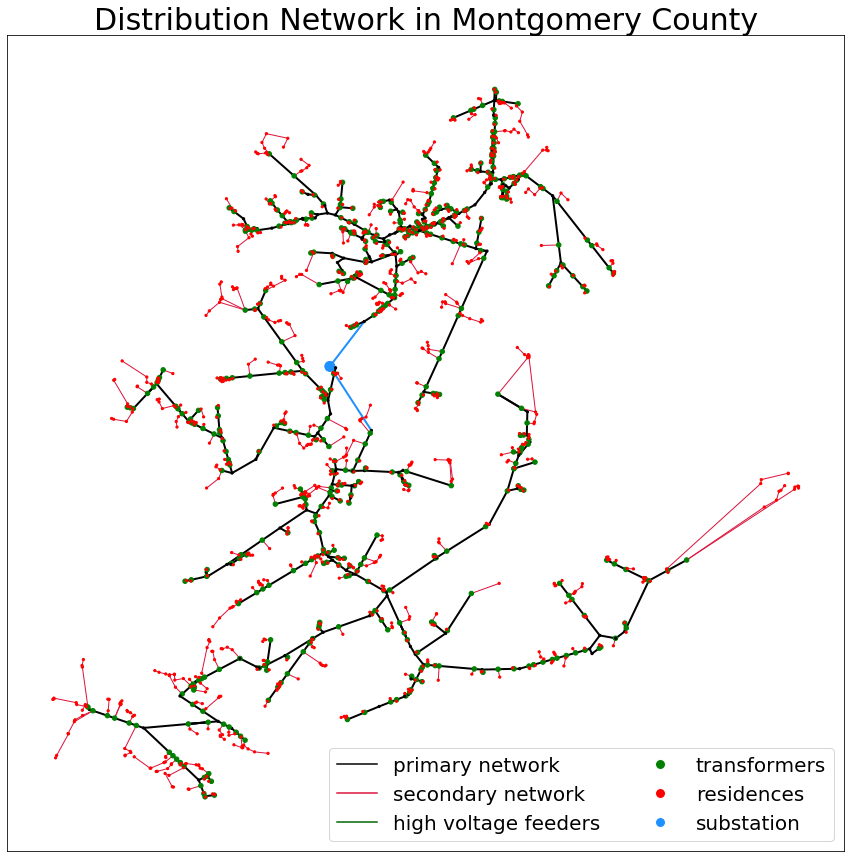 Distribution Network in Montgomery County
primary network
secondary network
high voltage feeders
transformers
residences
substation